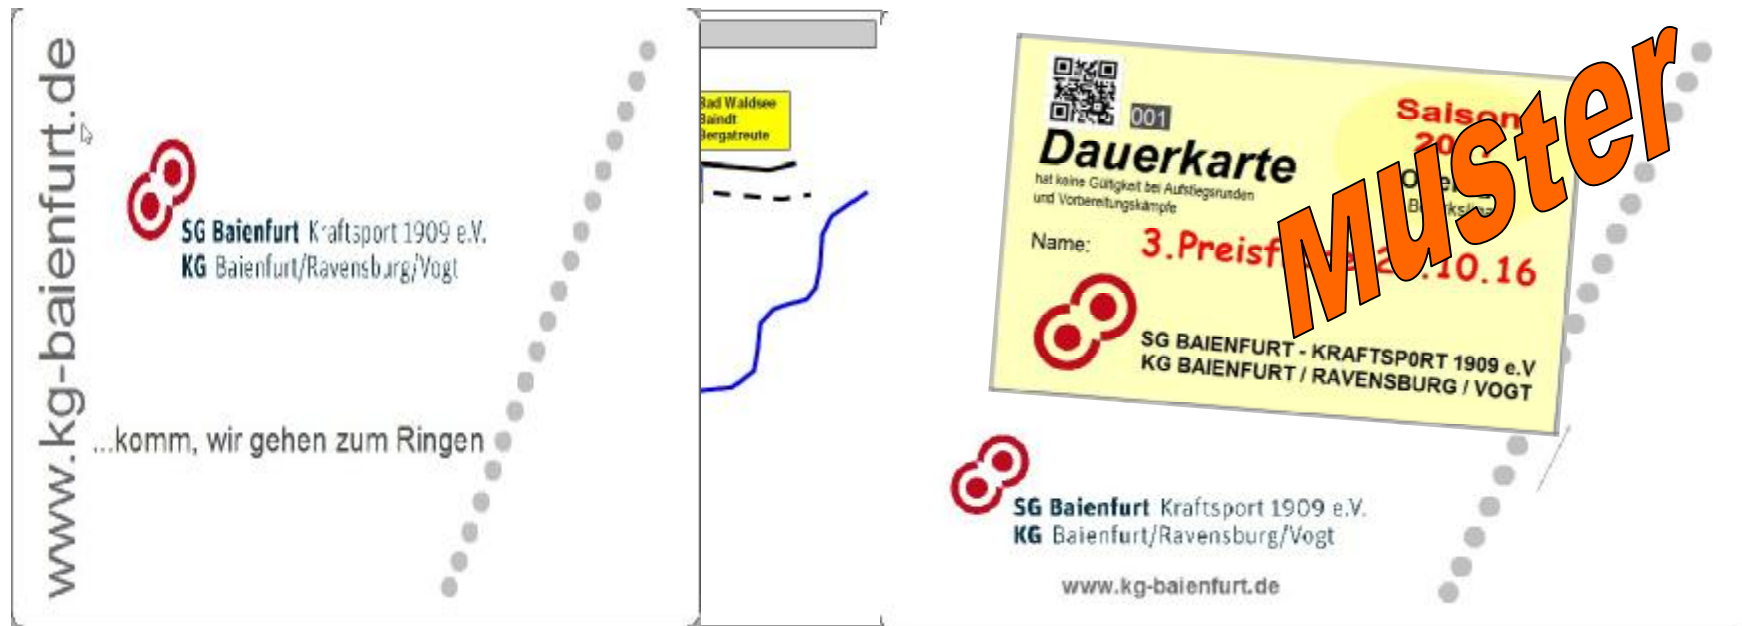 www.kg-baienfurt.de
SG Baienfurt Kraftsport 1909 e.V.
KG Baienfurt/Ravensburg/Vogt
...komm, wir gehen zum Ringen
Bad Waldsee
Baindt
Bergatreute
001
Saison
Dauerkarte
hat keine Gültigkeit bei Aufstiegsrunden
und Vorbereitungskämpfe
Name:
.10.16
Muster
SG BAIENFURT - KRAFTSPORT 1909 e.V
KG BAIENFURT / RAVENSBURG / VOGT
SG Baienfurt Kraftsport 1909 e.V.
KG Baienfurt/Ravensburg/Vogt
www.kg-baienfurt.de